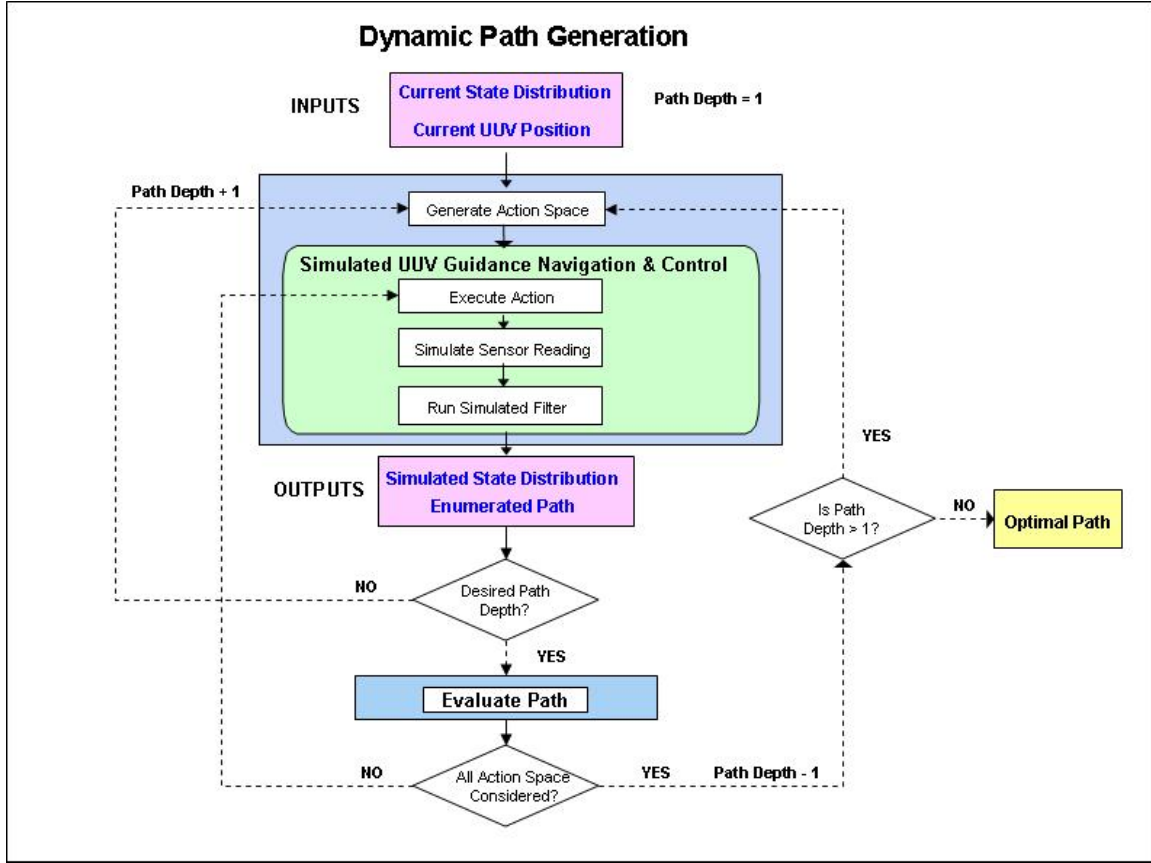 Dynamic Path Generation
INPUTS
Current State Distribution
Current UUV Position
Path Depth = 1
Path Depth + 1
Generate Action Space
Simulated UUV Guidance Navigation & Control
Execute Action
Simulate Sensor Reading
Run Simulated Filter
YES
OUTPUTS
Simulated State Distribution
Enumerated Path
Is Path
Depth > 1?
NO
Optimal Path
NO
Desired Path
Depth?
YES
Evaluate Path
NO
All Action Space
Considered?
YES
Path Depth - 1